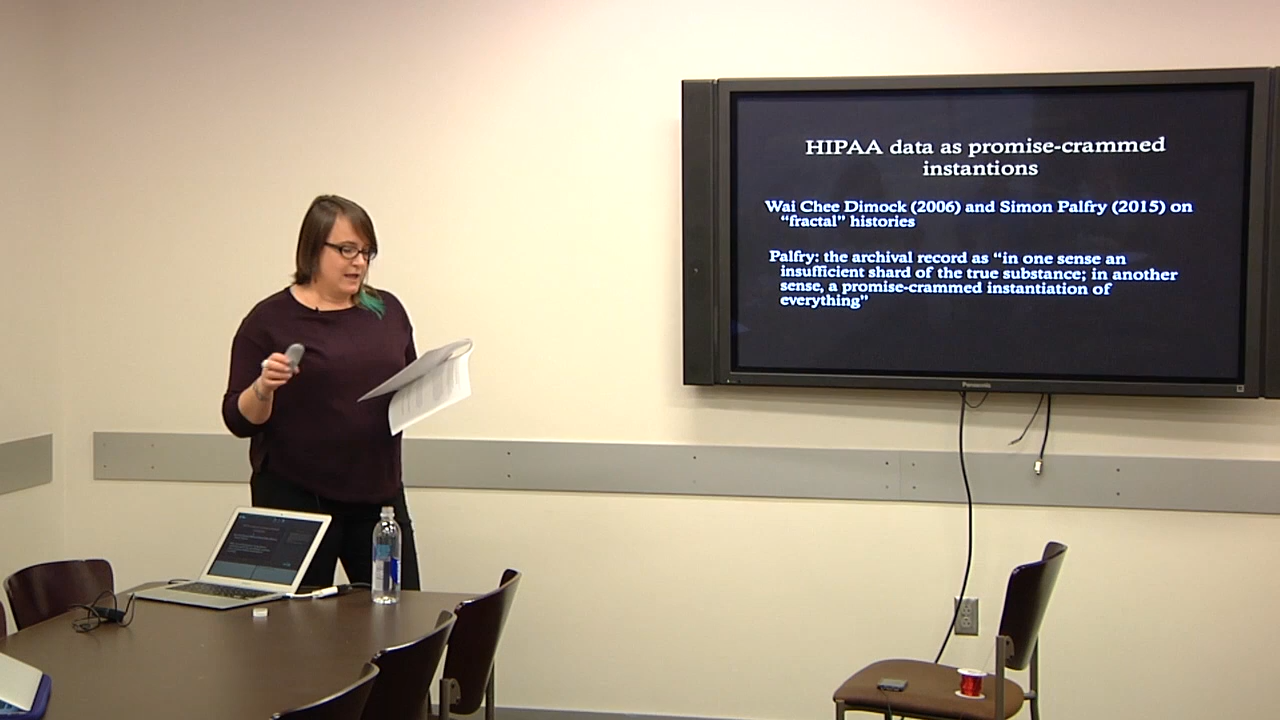 HIPAA data as promise-crammed
instantions
Wai Chee Dimock (2006) and Simon Palfry (2015) on
“fractal” histories
Palfry: the archival record as “in one sense an
insufficient shard of the true substance; in another
sense, a promise-crammed instantiation of
everything”
Panasonic